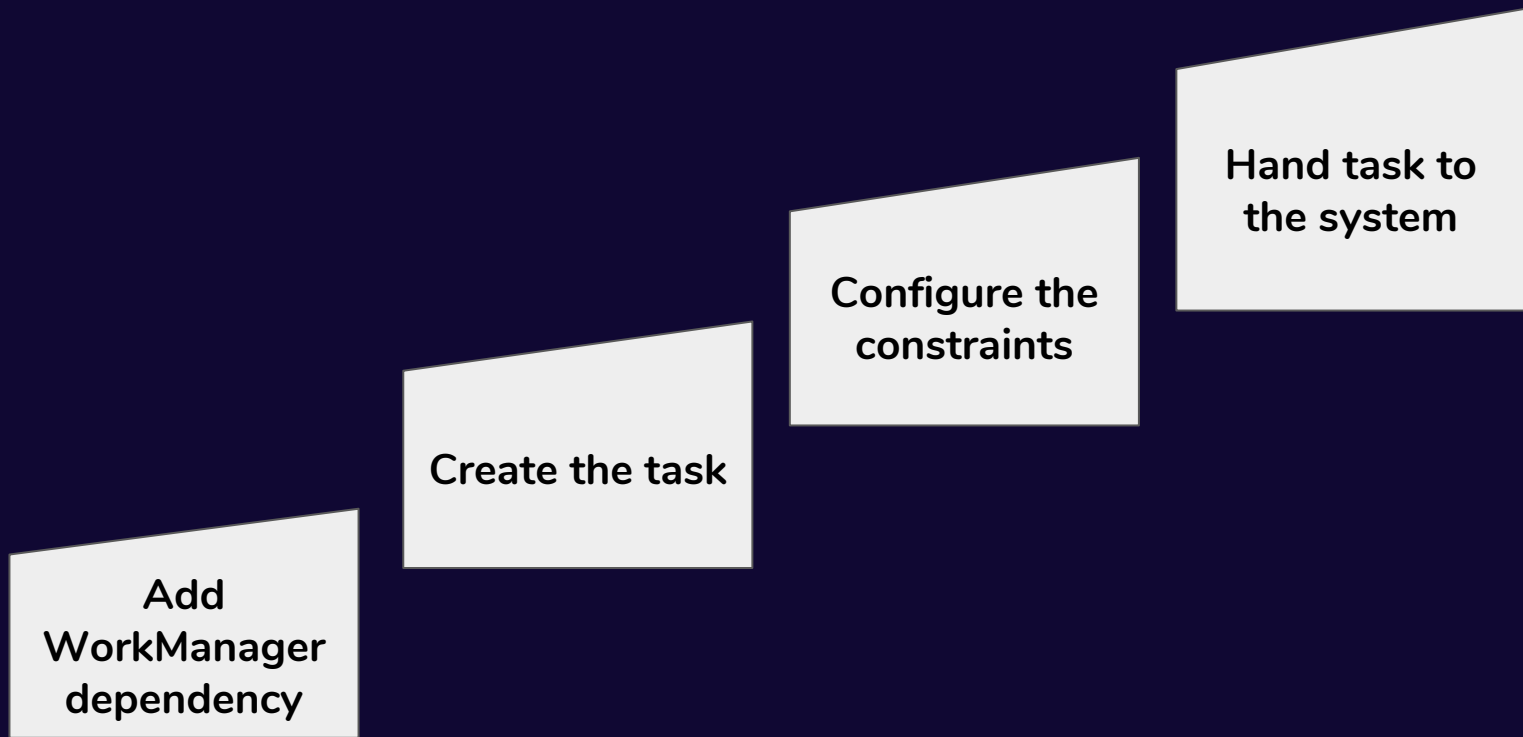 Add
WorkManager
dependency
Create the task
Configure the
constraints
Hand task to
the system